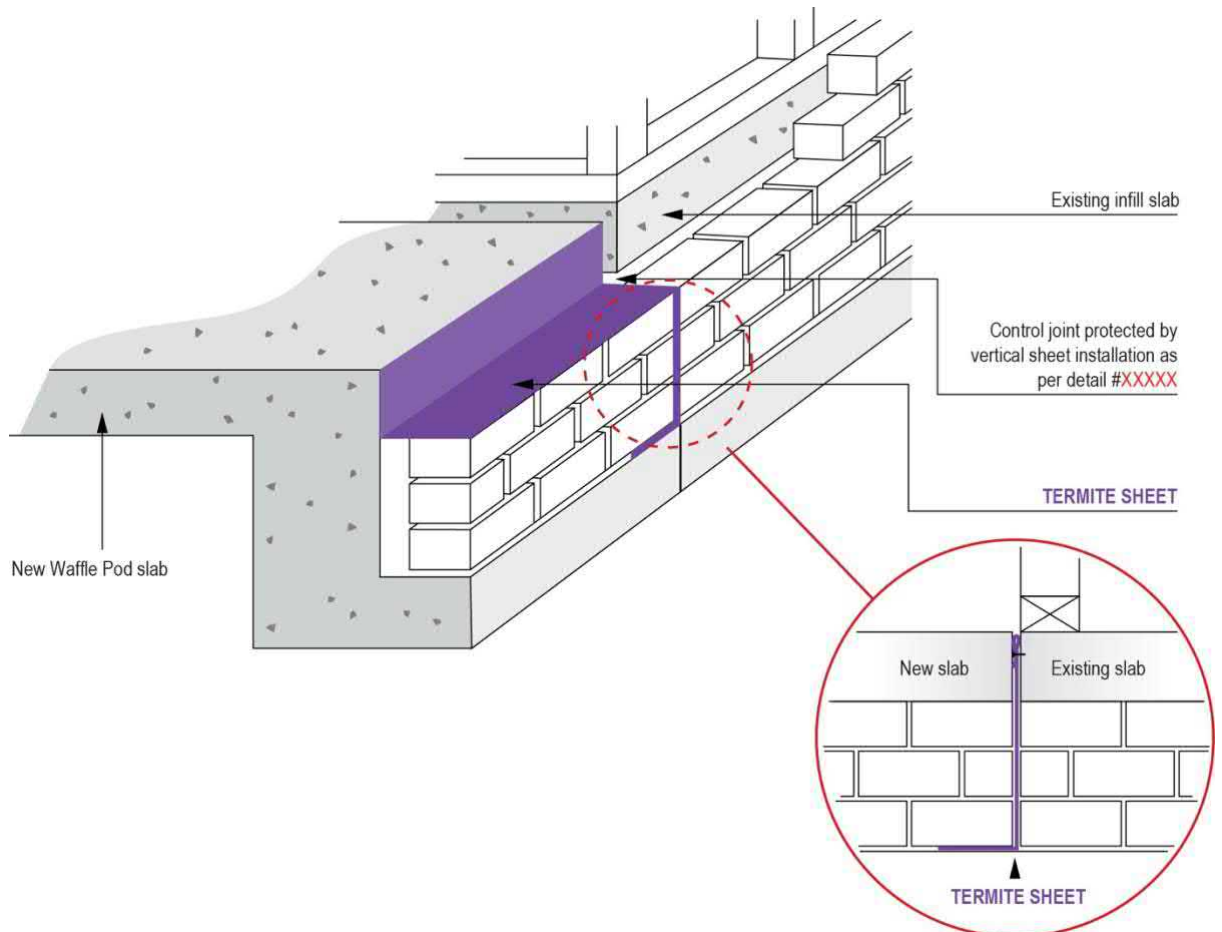 Existing infill slab
Control joint protected by
vertical sheet installation as
per detail #XXXXX
TERMITE SHEET
New Waffle Pod slab
New slab
Existing slab
TERMITE SHEET